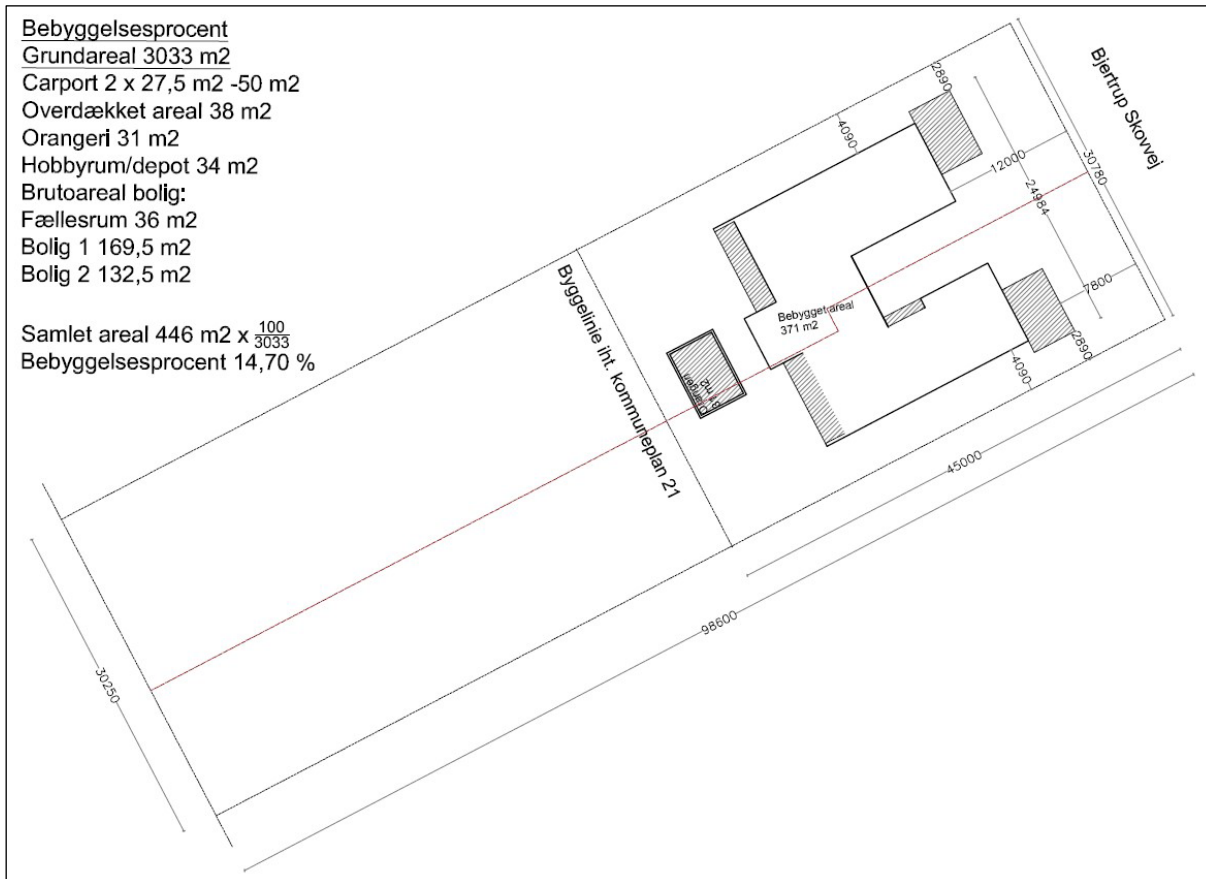 Bebyggelsesprocent
Grundareal 3033 m2
Carport 2 x 27,5 m2 -50 m2
Overdækket areal 38 m2
Orangeri 31 m2
Hobbyrum/depot 34 m2
Brutoareal bolig:
Fællesrum 36 m2
Bolig 1 169,5 m2
Bolig 2 132,5 m2
Samlet areal 446 m2 x 100/3033
Bebyggelsesprocent 14,70 %
Bjertrup Skovvej
2890
4090
12000
30780
24984
7800
2890
4090
Bebygget areal
371 m2
Byggelinie iht. kommuneplan 21
31 m2
45000
98600
30250